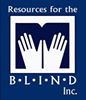 Resources for the
B•L•I•N•D
Inc.